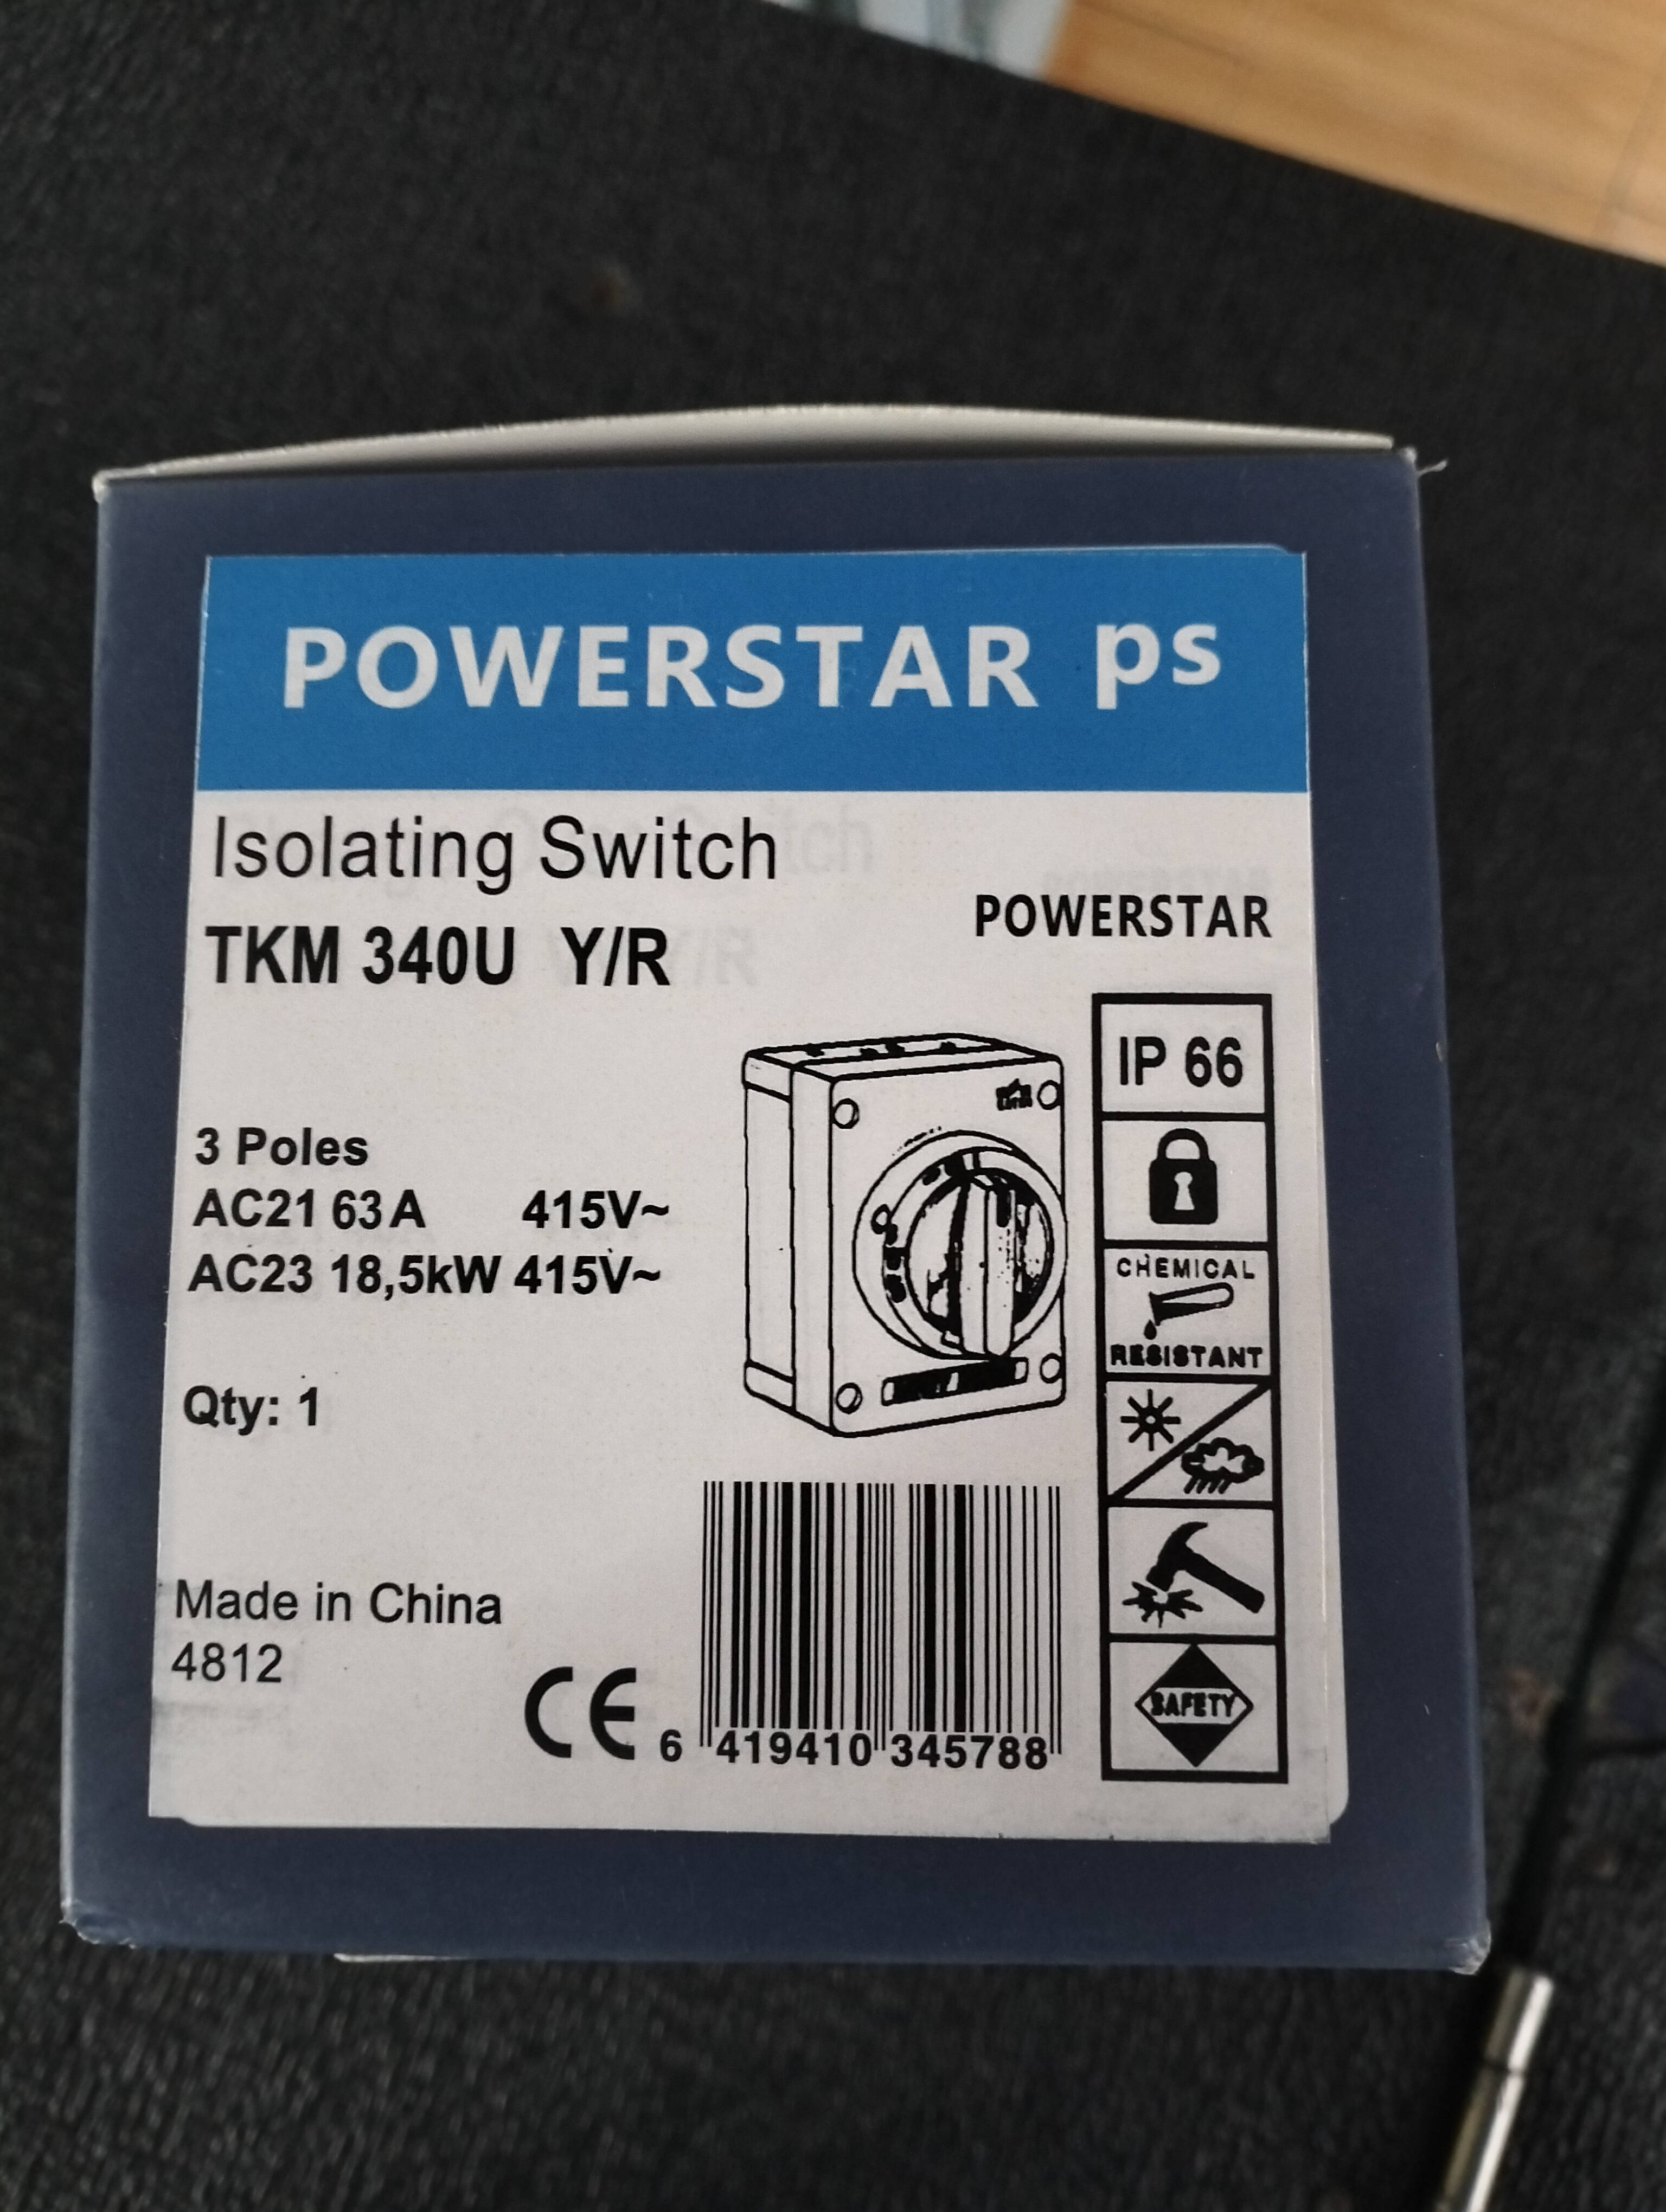 POWERSTAR ps
Isolating Switch
TKM 340U Y/R
POWERSTAR
3 Poles
AC21 63A 415V~
AC23 18,5kW 415V~
Qty: 1
Made in China
4812
CE
6 419410 345788
IP 66
CHEMICAL
RESISTANT
SAFETY